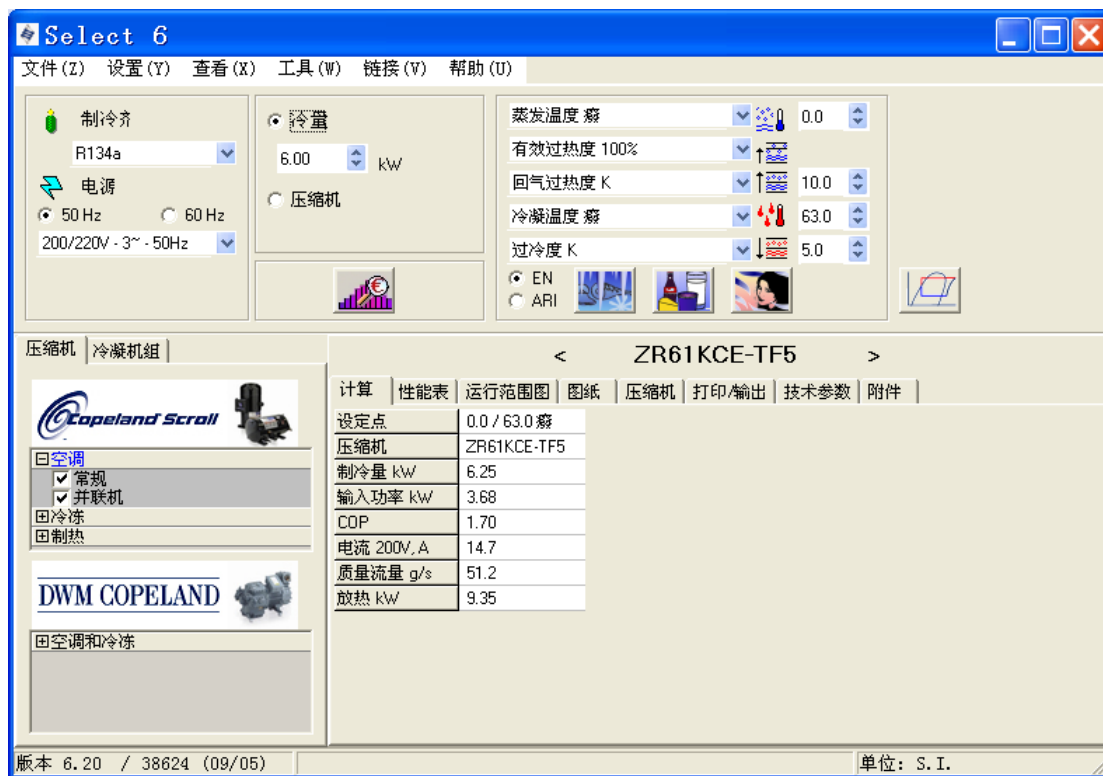 Select 6
文件(Z) 设置(Y) 查看(X) 工具(W) 链接(V) 帮助(U)
制冷齐
R134a
电源
50 Hz 60 Hz
200/220V - 3~ - 50Hz
冷量
6.00 kW
压缩机
蒸发温度 癈 0.0
有效过热度 100%
回气过热度 K 10.0
冷凝温度 癈 63.0
过冷度 K 5.0
EN
ARI
压缩机 冷凝机组
< ZR61KCE-TF5 >
计算 性能表 运行范围图 图纸 压缩机 打印/输出 技术参数 附件
Copeland Scroll
空调
常规
并联机
冷冻
制热
DWM COPELAND
空调和冷冻
设定点 0.0 / 63.0 癈
压缩机 ZR61KCE-TF5
制冷量 kW 6.25
输入功率 kW 3.68
COP 1.70
电流 200V, A 14.7
质量流量 g/s 51.2
放热 kW 9.35
版本 6.20 / 38624 (09/05) 单位: S.I.